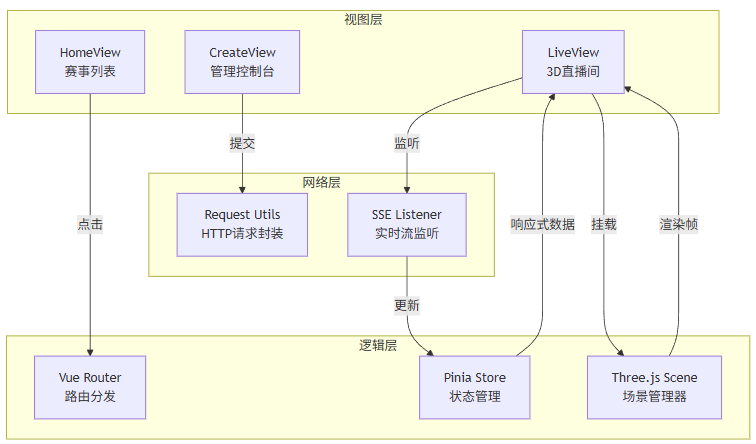 视图层
HomeView
赛事列表
CreateView
管理控制台
LiveView
3D直播间
提交
监听
网络层
Request Utils
HTTP请求封装
SSE Listener
实时流监听
点击
响应式数据
挂载
渲染帧
更新
逻辑层
Vue Router
路由分发
Pinia Store
状态管理
Three.js Scene
场景管理器